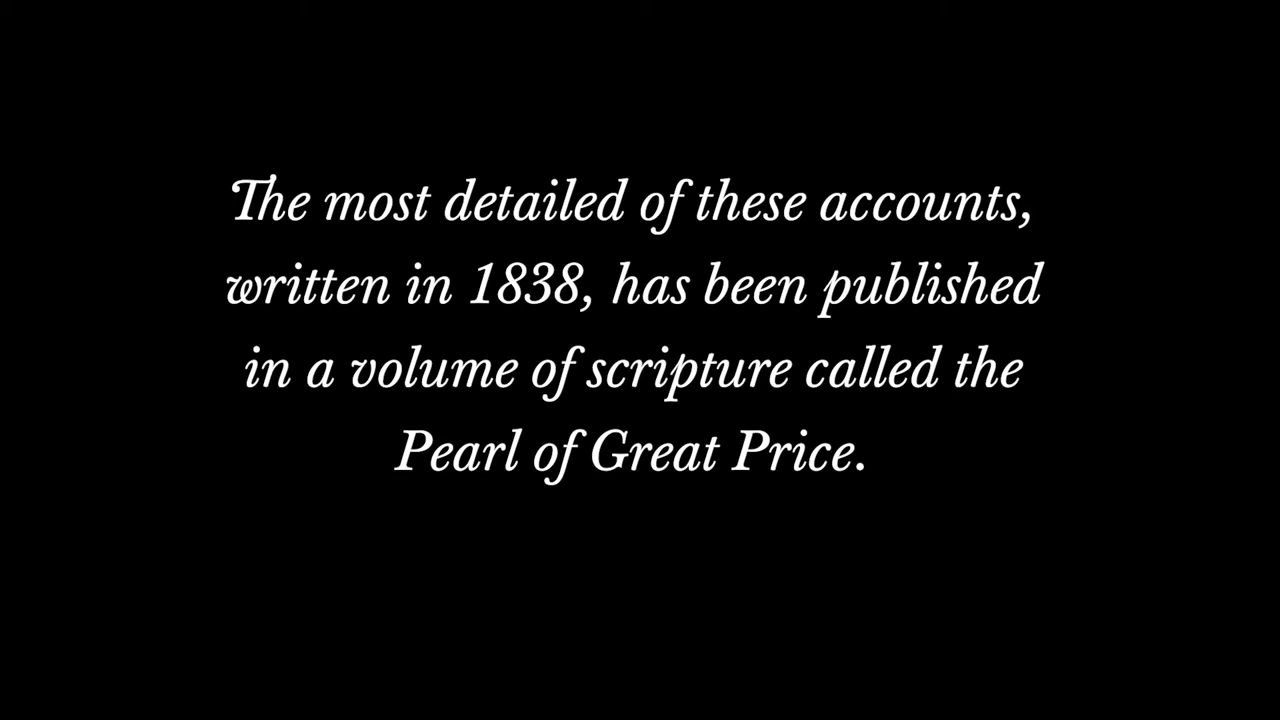 The most detailed of these accounts,
written in 1838, has been published
in a volume of scripture called the
Pearl of Great Price.